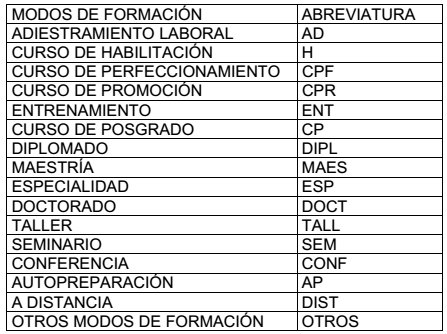 MODOS DE FORMACIÓN ABREVIATURA
ADIESTRAMIENTO LABORAL AD
CURSO DE HABILITACIÓN H
CURSO DE PERFECCIONAMIENTO CPF
CURSO DE PROMOCIÓN CPR
ENTRENAMIENTO ENT
CURSO DE POSGRADO CP
DIPLOMADO DIPL
MAESTRÍA MAES
ESPECIALIDAD ESP
DOCTORADO DOCT
TALLER TALL
SEMINARIO SEM
CONFERENCIA CONF
AUTOPREPARACIÓN AP
A DISTANCIA DIST
OTROS MODOS DE FORMACIÓN OTROS